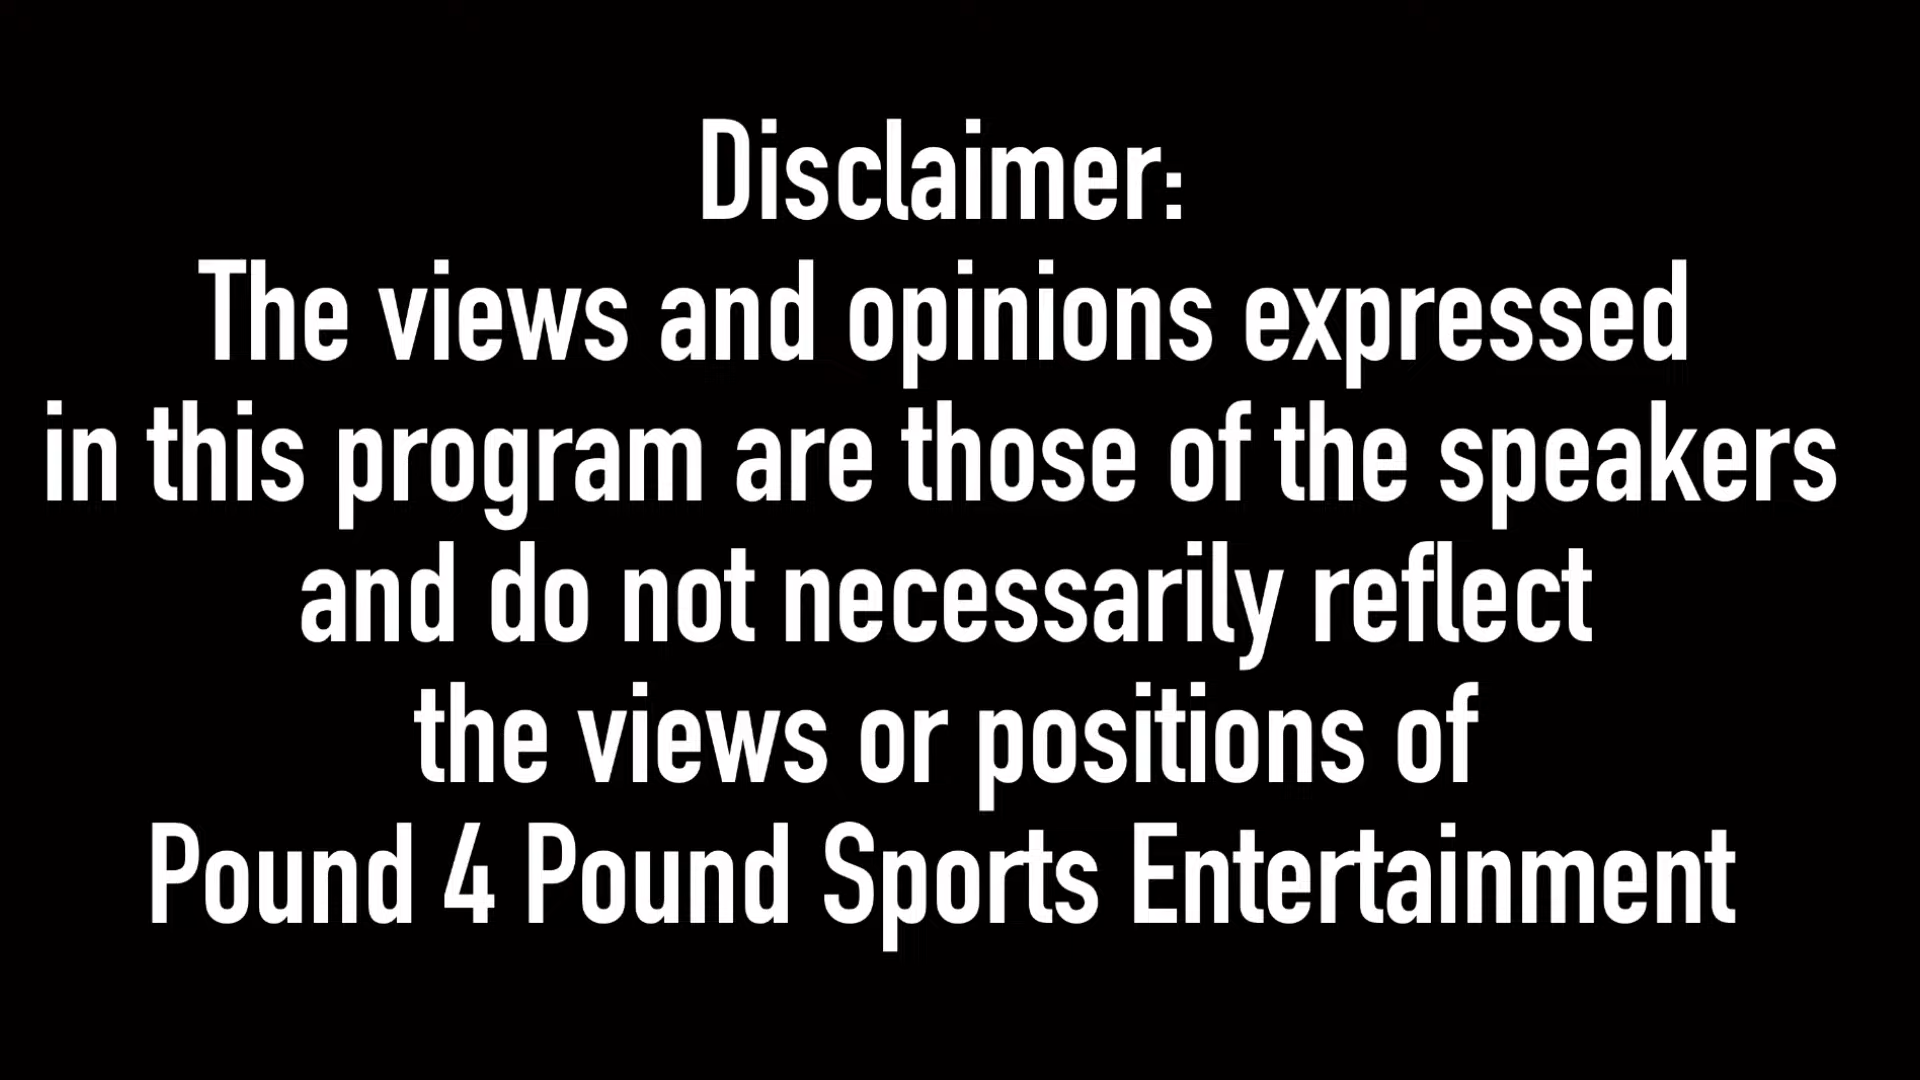 Disclaimer:
The views and opinions expressed
in this program are those of the speakers
and do not necessarily reflect
the views or positions of
Pound 4 Pound Sports Entertainment